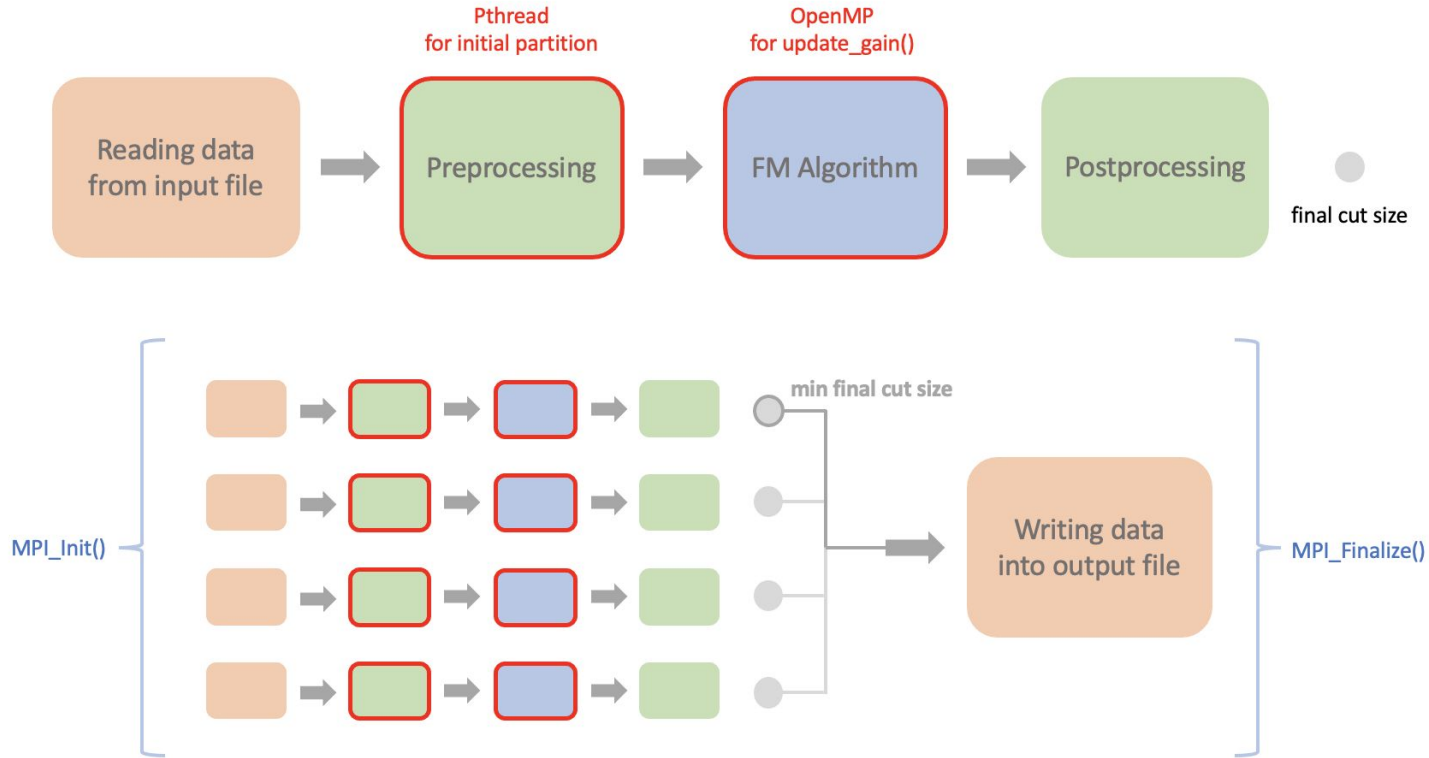 Pthread
for initial partition
OpenMP
for update_gain()
Reading data
from input file
Preprocessing
FM Algorithm
Postprocessing
final cut size
min final cut size
MPI_Init()
Writing data
into output file
MPI_Finalize()